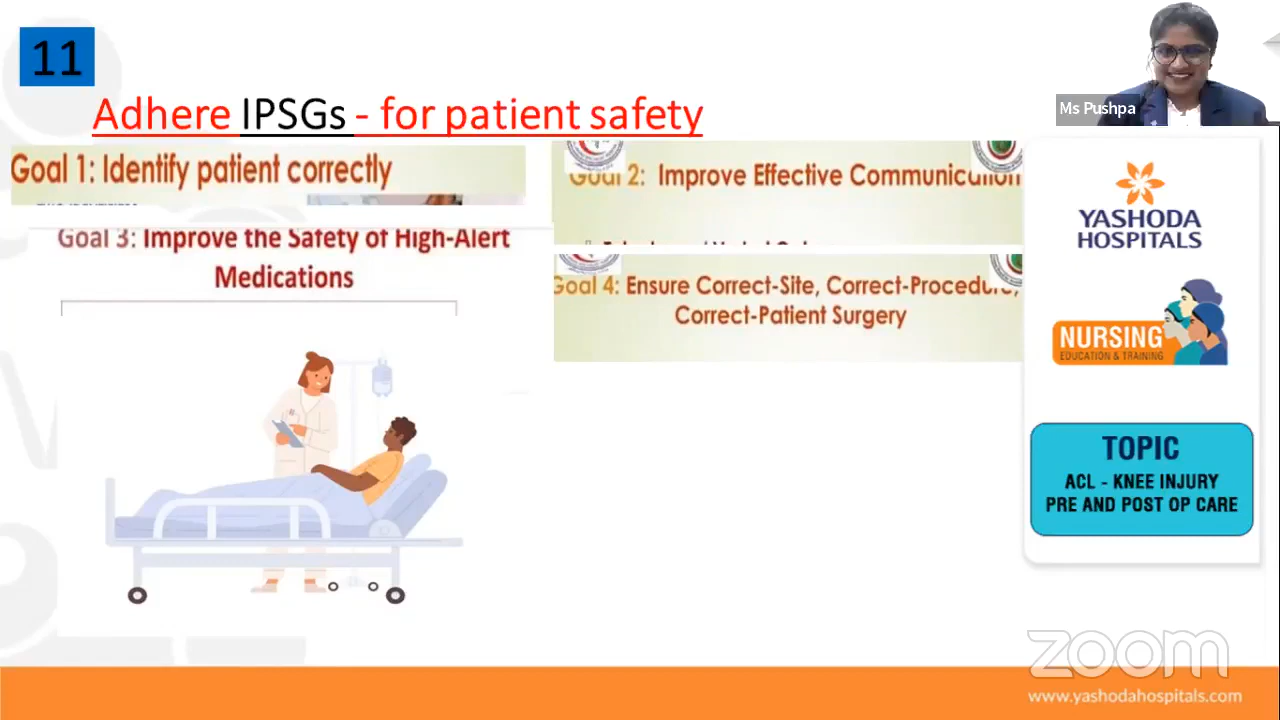 11
Adhere IPSGs - for patient safety
Ms Pushpa
Goal 1: Identify patient correctly
Goal 2: Improve Effective Communication
Goal 3: Improve the Safety of High-Alert
Medications
Goal 4: Ensure Correct-Site, Correct-Procedure,
Correct-Patient Surgery
YASHODA
HOSPITALS
NURSING
EDUCATION & TRAINING
TOPIC
ACL - KNEE INJURY
PRE AND POST OP CARE
zoom
www.yashodahospitals.com